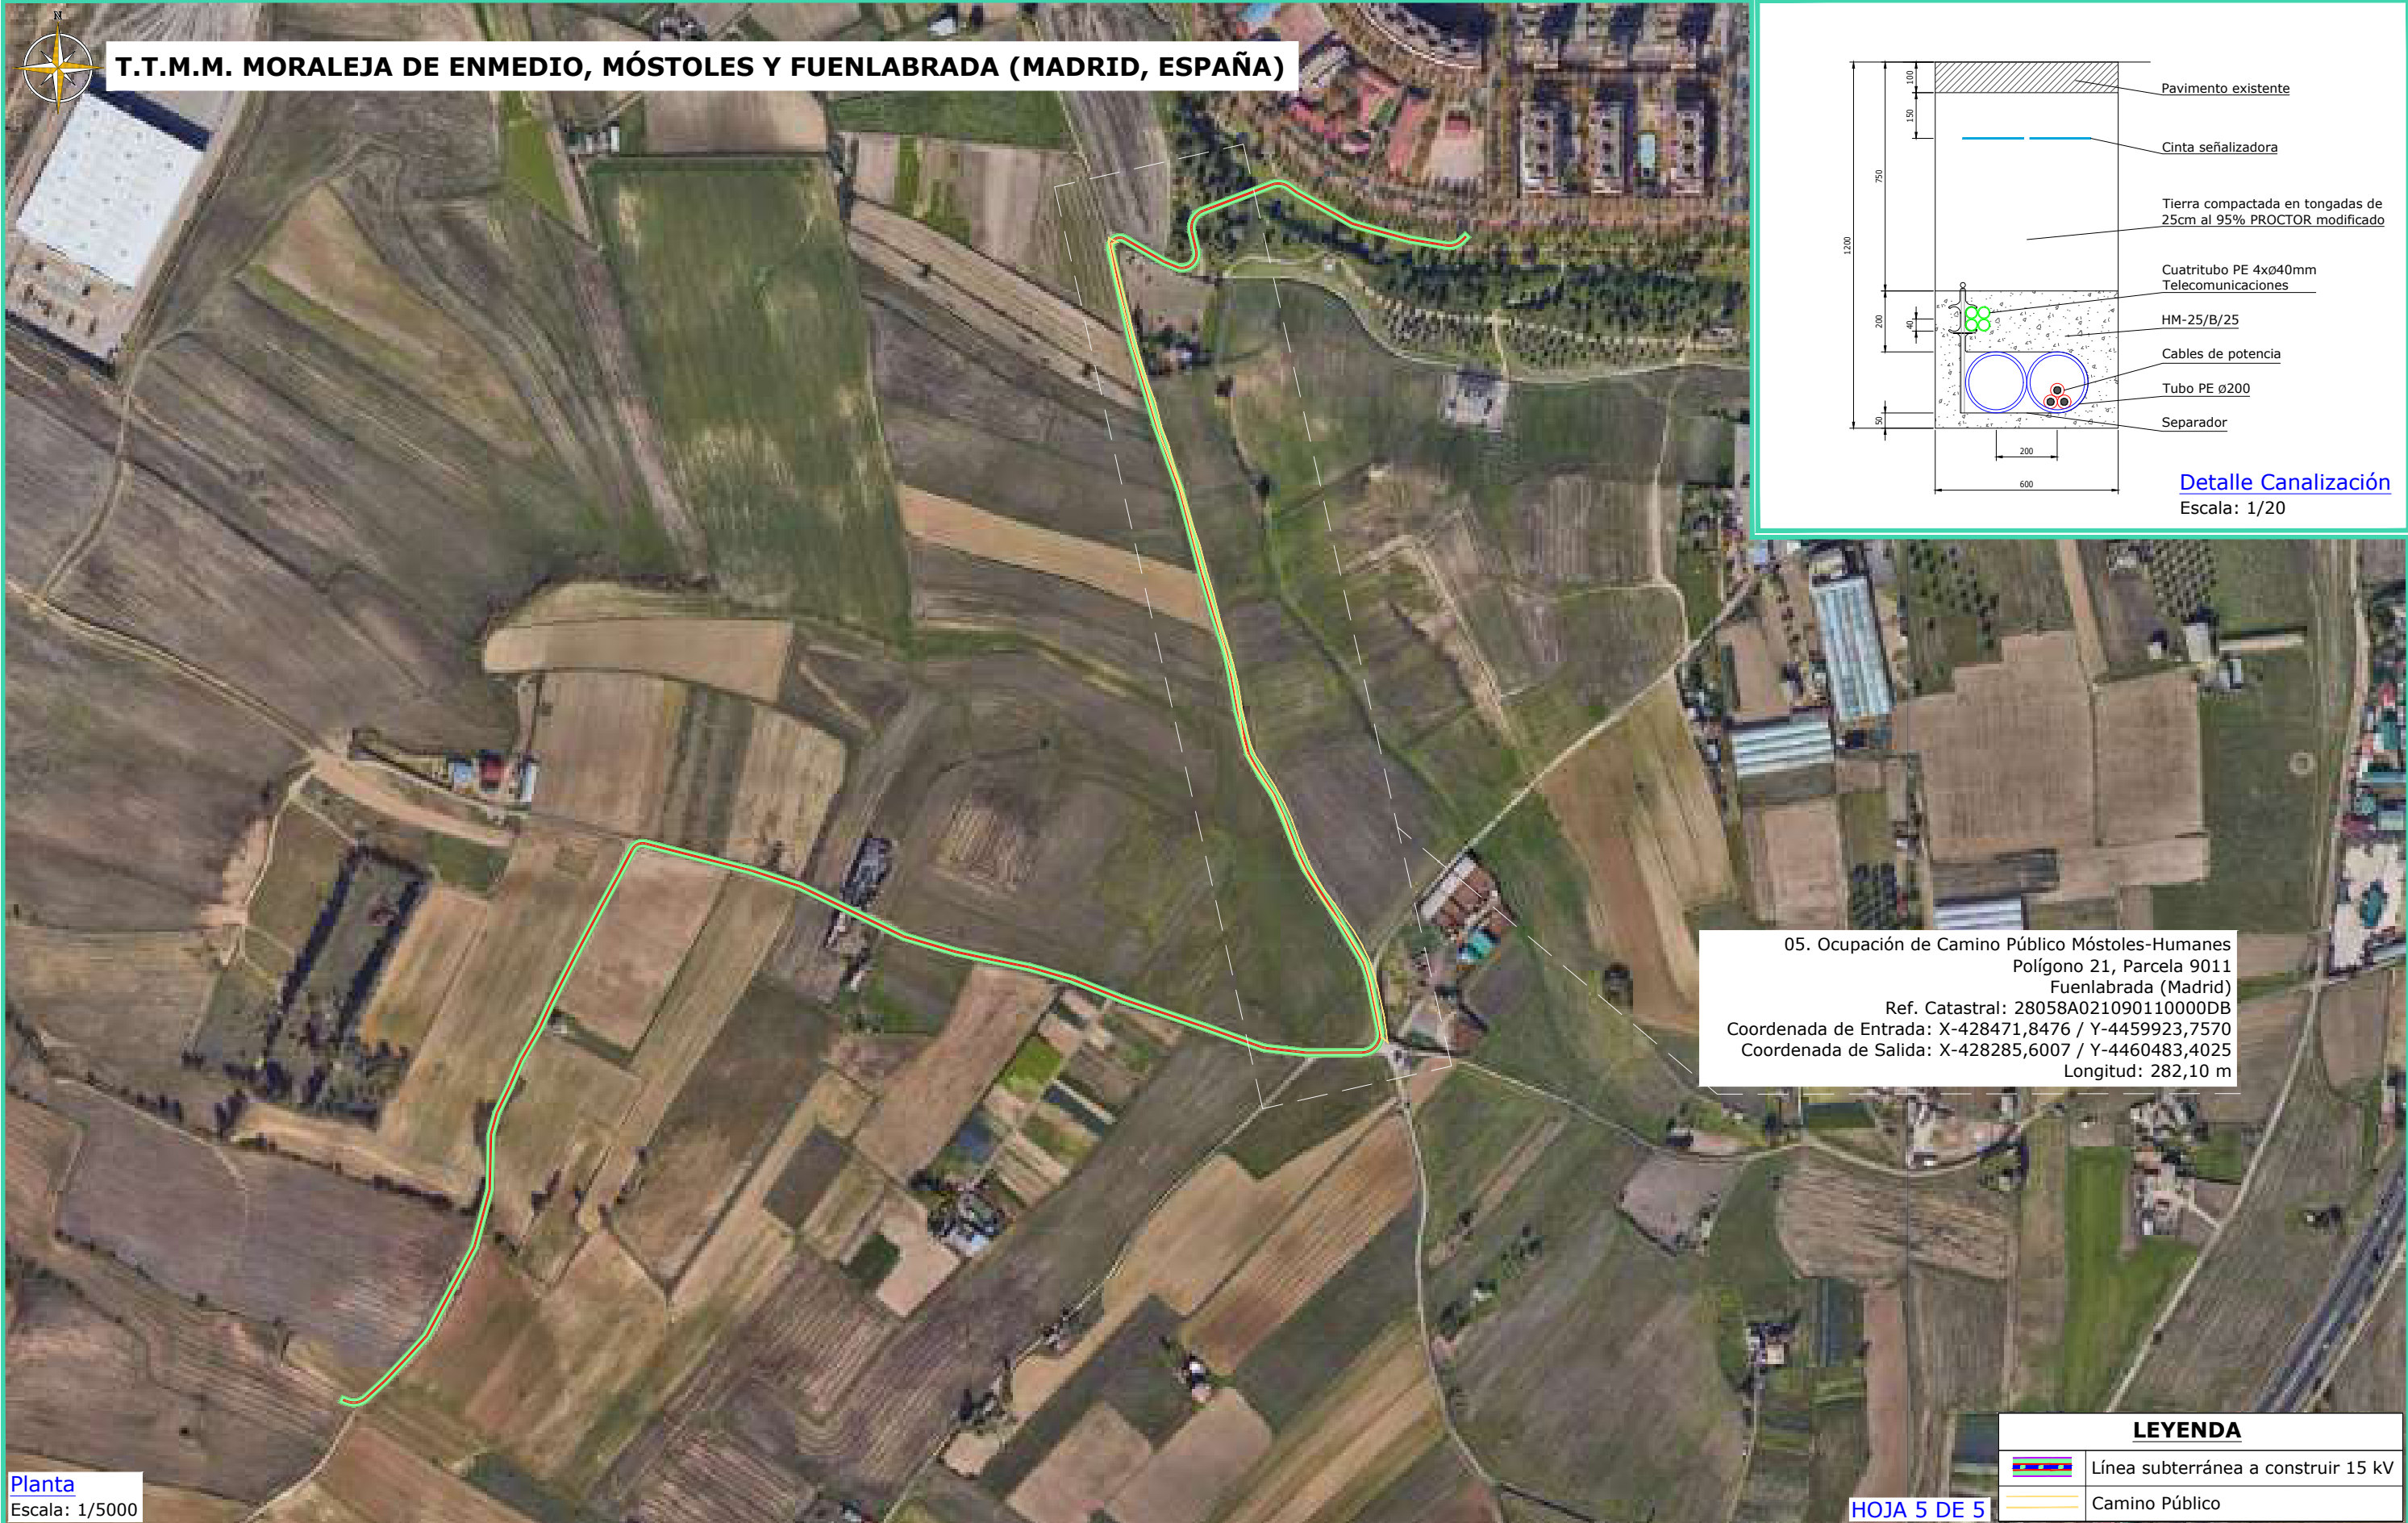 N
T.T.M.M. MORALEJA DE ENMEDIO, MÓSTOLES Y FUENLABRADA (MADRID, ESPAÑA)
100
150
750
1200
200
40
50
200
600
Pavimento existente
Cinta señalizadora
Tierra compactada en tongadas de
25cm al 95% PROCTOR modificado
Cuatritubo PE 4xø40mm
Telecomunicaciones
HM-25/B/25
Cables de potencia
Tubo PE ø200
Separador
Detalle Canalización
Escala: 1/20
05. Ocupación de Camino Público Móstoles-Humanes
Polígono 21, Parcela 9011
Fuenlabrada (Madrid)
Ref. Catastral: 28058A021090110000DB
Coordenada de Entrada: X-428471,8476 / Y-4459923,7570
Coordenada de Salida: X-428285,6007 / Y-4460483,4025
Longitud: 282,10 m
Planta
Escala: 1/5000
HOJA 5 DE 5
LEYENDA
Línea subterránea a construir 15 kV
Camino Público